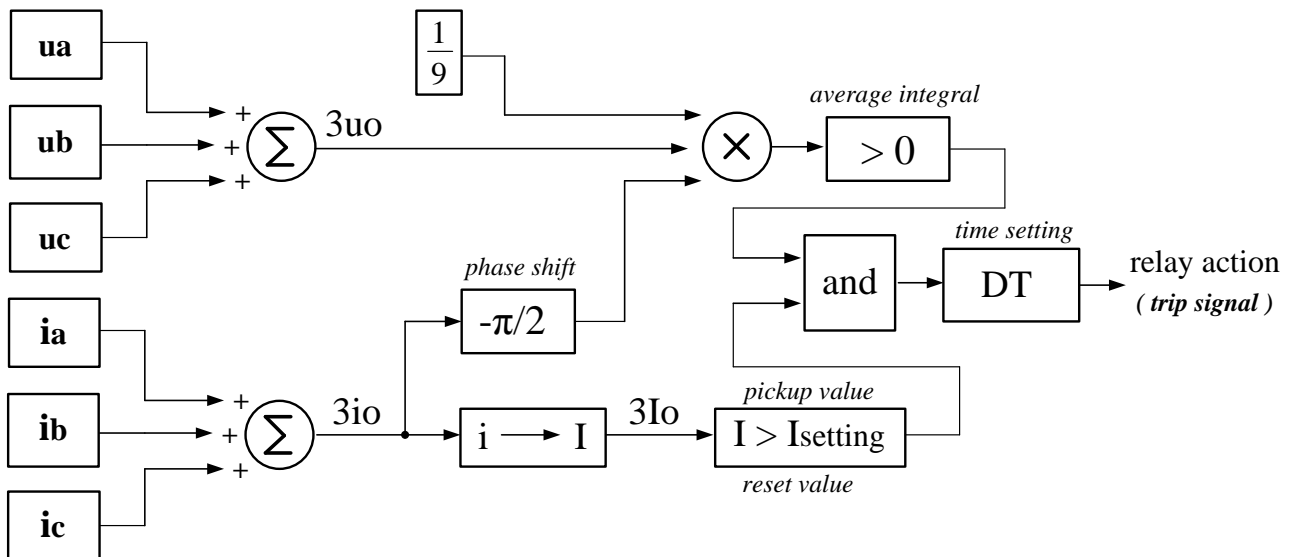 ua
ub
uc
ia
ib
ic
+
+
+
∑
3uo
1
9
×
average integral
> 0
phase shift
-π/2
+
+
+
∑
3io
i → I
3Io
pickup value
I > Isetting
reset value
and
time setting
DT
relay action
( trip signal )